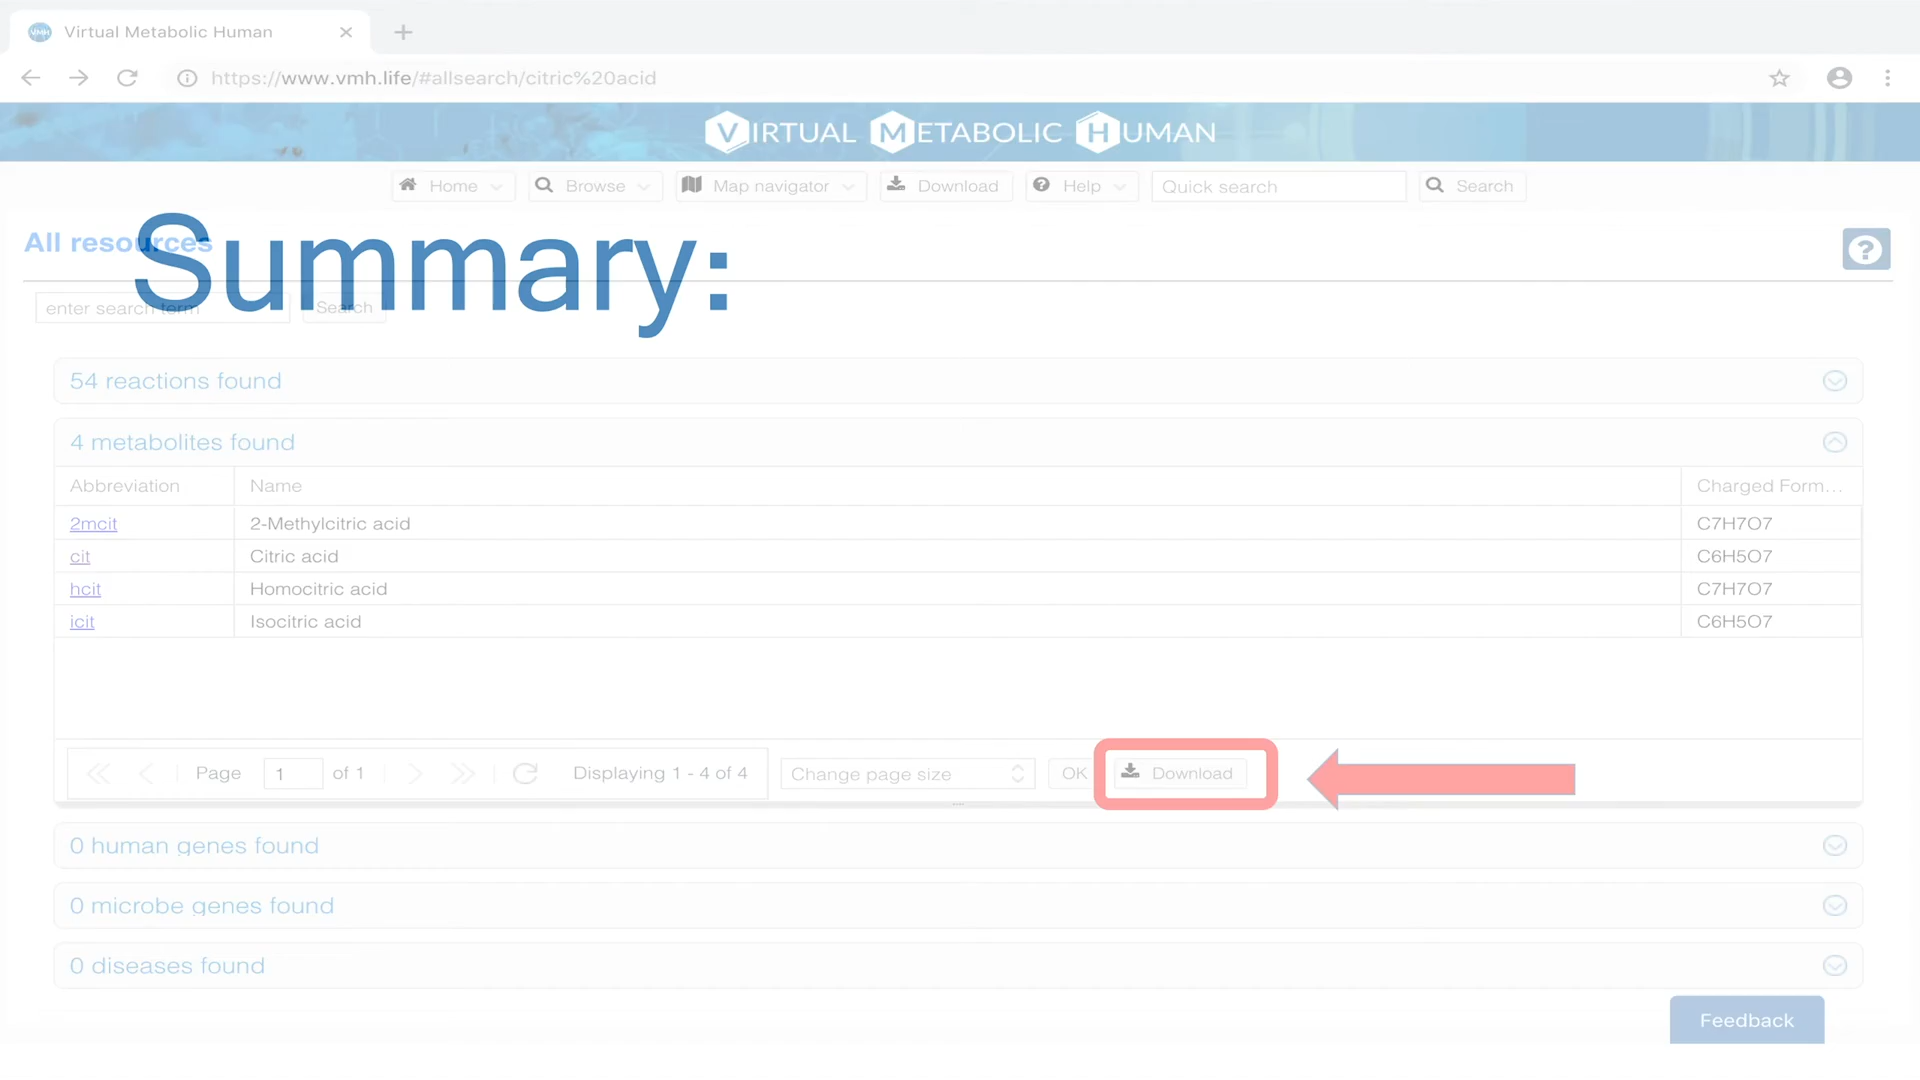 VMH Virtual Metabolic Human
https://www.vmh.life/#allsearch/citric%20acid
VIRTUAL METABOLIC HUMAN
Home Browse Map navigator Download Help Quick search Search
All resources
Summary:
enter search term Search
54 reactions found
4 metabolites found
Abbreviation Name Charged Form...
2mcit 2-Methylcitric acid C7H7O7
cit Citric acid C6H5O7
hcit Homocitric acid C7H7O7
icit Isocitric acid C6H5O7
Page 1 of 1 Displaying 1 - 4 of 4 Change page size OK Download
0 human genes found
0 microbe genes found
0 diseases found
Feedback